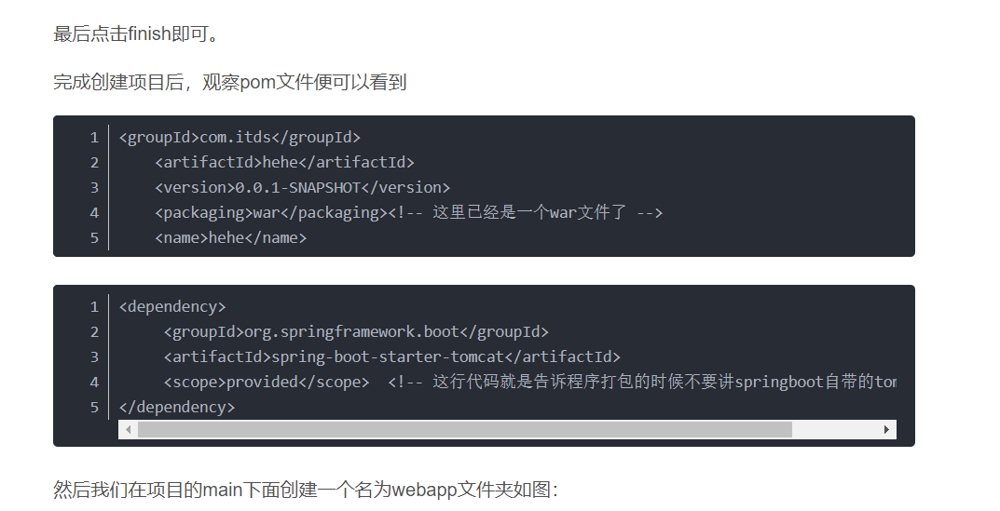 最后点击finish即可。
完成创建项目后，观察pom文件便可以看到
1 <groupId>com.itds</groupId>
2     <artifactId>hehe</artifactId>
3     <version>0.0.1-SNAPSHOT</version>
4     <packaging>war</packaging><!-- 这里已经是一个war文件了 -->
5     <name>hehe</name>
1 <dependency>
2      <groupId>org.springframework.boot</groupId>
3      <artifactId>spring-boot-starter-tomcat</artifactId>
4      <scope>provided</scope>  <!-- 这行代码就是告诉程序打包的时候不要讲springboot自带的tom
5 </dependency>
然后我们在项目的main下面创建一个名为webapp文件夹如图：